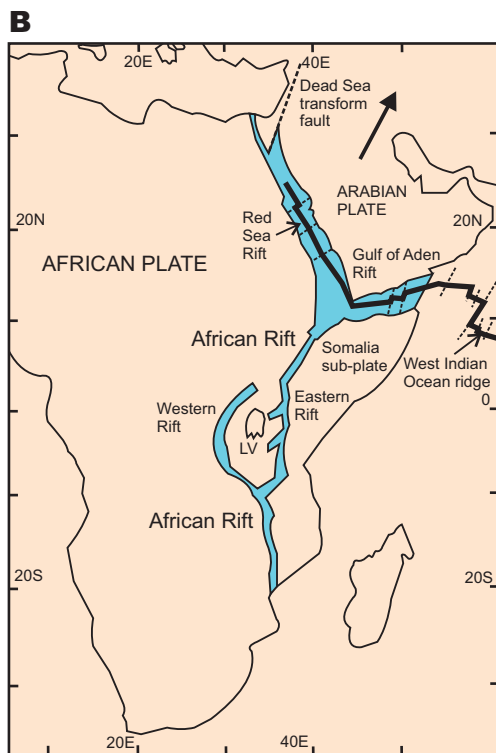 B
20E
40E
Dead Sea
transform
fault
ARABIAN
PLATE
20N
Red
Sea
Rift
20N
Gulf of Aden
Rift
AFRICAN PLATE
African Rift
Somalia
sub-plate
West Indian
Ocean ridge
0
Western
Rift
Eastern
Rift
LV
African Rift
20S
20S
20E
40E